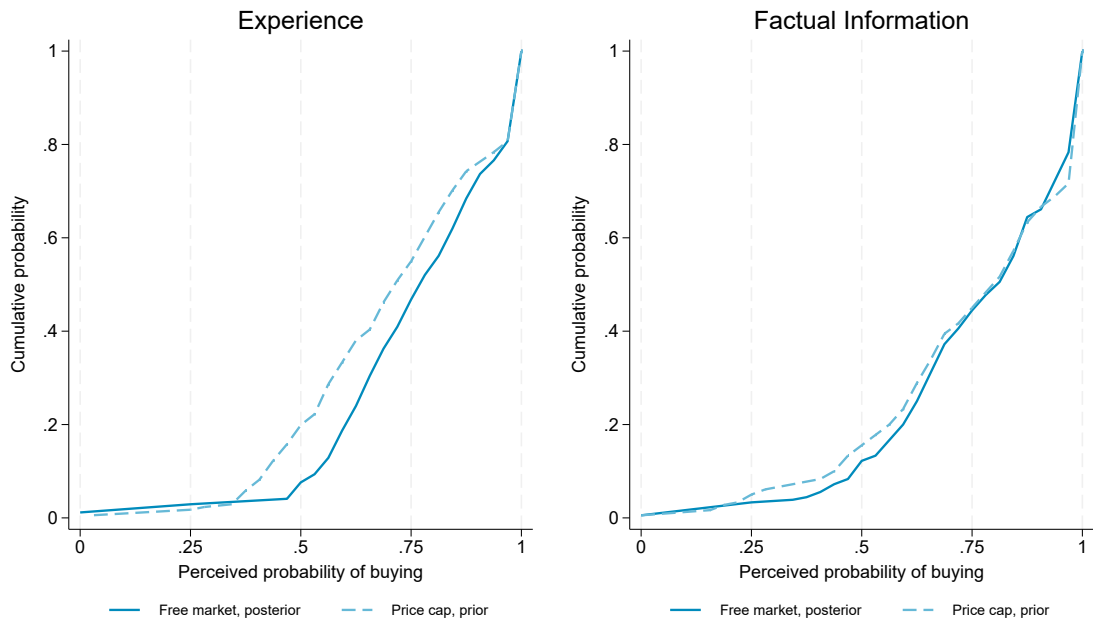 Experience
Cumulative probability
1
.8
.6
.4
.2
0
0 .25 .5 .75 1
Perceived probability of buying
Free market, posterior Price cap, prior
Factual Information
Cumulative probability
1
.8
.6
.4
.2
0
0 .25 .5 .75 1
Perceived probability of buying
Free market, posterior Price cap, prior